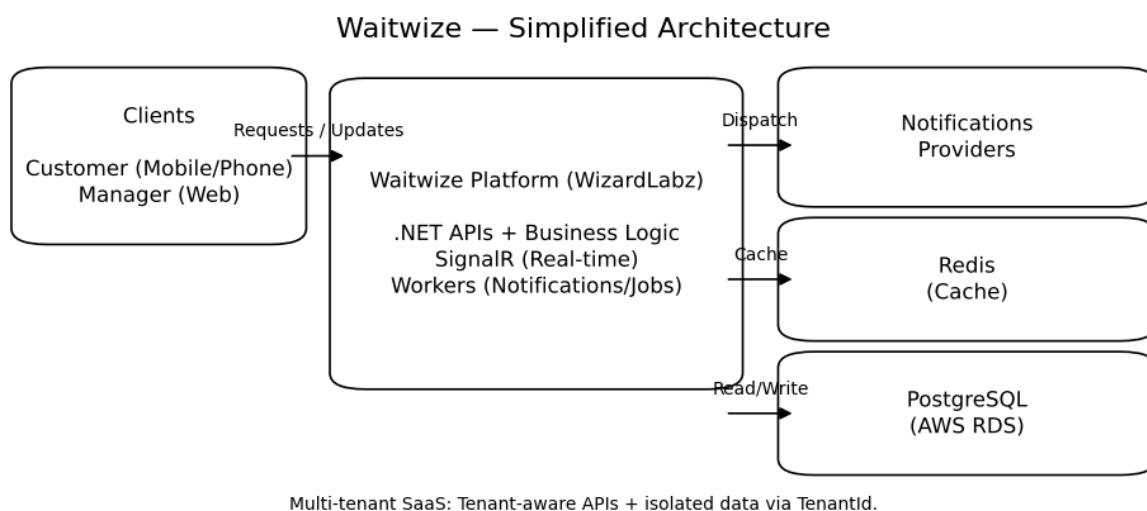 Waitwize — Simplified Architecture
Clients
Customer (Mobile/Phone)
Manager (Web)
Requests / Updates
Waitwize Platform (WizardLabz)
.NET APIs + Business Logic
SignalR (Real-time)
Workers (Notifications/Jobs)
Dispatch
Notifications
Providers
Cache
Redis
(Cache)
Read/Write
PostgreSQL
(AWS RDS)
Multi-tenant SaaS: Tenant-aware APIs + isolated data via TenantId.